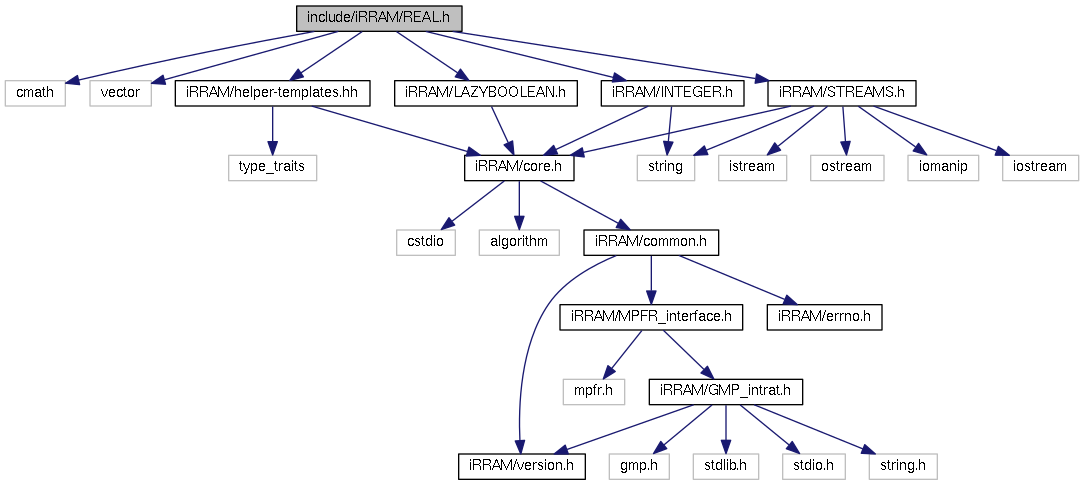 include/iRRAM/REAL.h
cmath
vector
iRRAM/helper-templates.hh
iRRAM/LAZYBOOLEAN.h
iRRAM/INTEGER.h
iRRAM/STREAMS.h
type_traits
iRRAM/core.h
string
istream
ostream
iomanip
iostream
cstdio
algorithm
iRRAM/common.h
iRRAM/MPFR_interface.h
iRRAM/errno.h
mpfr.h
iRRAM/GMP_intrat.h
iRRAM/version.h
gmp.h
stdlib.h
stdio.h
string.h